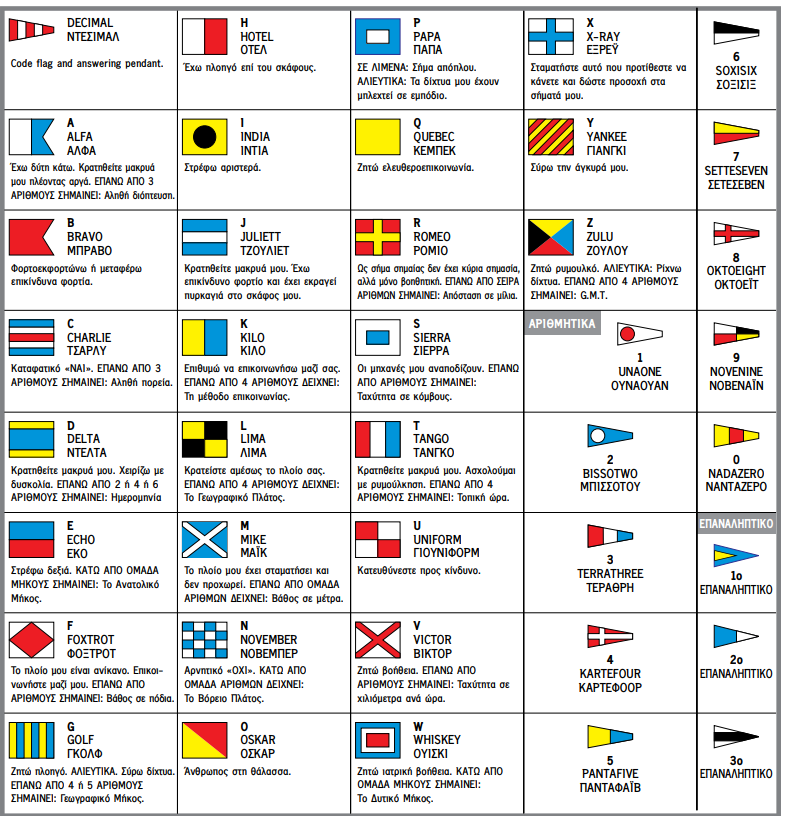 DECIMAL
ΝΤΕΣΙΜΑΛ
Code flag and answering pendant.
H
HOTEL
ΟΤΕΛ
Έχω πλοηγό επί του σκάφους.
P
PAPA
ΠΑΠΑ
ΣΕ ΛΙΜΕΝΑ: Σήμα απόπλου.
ΑΛΙΕΥΤΙΚΑ: Τα δίχτυα μου έχουν
μπλεχτεί σε εμπόδιο.
X
X-RAY
ΕΞΡΕΫ
Σταματήστε αυτό που προτίθεστε να
κάνετε και δώστε προσοχή στα
σήματά μου.
6
SOXISIX
ΣΟΞΙΣΙΞ
A
ALFA
ΑΛΦΑ
Έχω δύτη κάτω. Κρατηθείτε μακρυά
μου πλέοντας αργά. ΕΠΑΝΩ ΑΠΟ 3
ΑΡΙΘΜΟΥΣ ΣΗΜΑΙΝΕΙ: Αληθή διόπτευση.
I
INDIA
ΙΝΤΙΑ
Στρέφω αριστερά.
Q
QUEBEC
ΚΕΜΠΕΚ
Ζητώ ελευθεροεπικοινωνία.
Y
YANKEE
ΓΙΑΝΓΚΙ
Σύρω την άγκυρά μου.
7
SETTESEVEN
ΣΕΤΕΣΕΒΕΝ
B
BRAVO
ΜΠΡΑΒΟ
Φορτοεκφορτώνω ή μεταφέρω
επικίνδυνα φορτία.
J
JULIETT
ΤΖΟΥΛΙΕΤ
Κρατηθείτε μακρυά μου. Έχω
επικίνδυνο φορτίο και έχει εκραγεί
πυρκαγιά στο σκάφος μου.
R
ROMEO
ΡΟΜΙΟ
Ως σήμα σημαίας δεν έχει κύρια σημασία,
αλλά μόνο βοηθητική. ΕΠΑΝΩ ΑΠΟ ΣΕΙΡΑ
ΑΡΙΘΜΩΝ ΣΗΜΑΙΝΕΙ: Απόσταση σε μίλια.
Z
ZULU
ΖΟΥΛΟΥ
Ζητώ ρυμουλκό. ΑΛΙΕΥΤΙΚΑ: Ρίχνω
δίχτυα. ΕΠΑΝΩ ΑΠΟ 4 ΑΡΙΘΜΟΥΣ
ΣΗΜΑΙΝΕΙ: G.M.T.
8
OKTOEIGHT
ΟΚΤΟΕΪΤ
C
CHARLIE
ΤΣΑΡΛΥ
Καταφατικό «ΝΑΙ». ΕΠΑΝΩ ΑΠΟ 3
ΑΡΙΘΜΟΥΣ ΣΗΜΑΙΝΕΙ: Αληθή πορεία.
K
KILO
ΚΙΛΟ
Επιθυμώ να επικοινωνήσω μαζί σας.
ΕΠΑΝΩ ΑΠΟ 4 ΑΡΙΘΜΟΥΣ ΔΕΙΧΝΕΙ:
Τη μέθοδο επικοινωνίας.
S
SIERRA
ΣΙΕΡΡΑ
Οι μηχανές μου αναποδίζουν. ΕΠΑΝΩ
ΑΠΟ ΑΡΙΘΜΟΥΣ ΣΗΜΑΙΝΕΙ:
Ταχύτητα σε κόμβους.
ΑΡΙΘΜΗΤΙΚΑ
1
UNAONE
ΟΥΝΑΟΥΑΝ
9
NOVENINE
ΝΟΒΕΝΑΪΝ
D
DELTA
ΝΤΕΛΤΑ
Κρατηθείτε μακρυά μου. Χειρίζω με
δυσκολία. ΕΠΑΝΩ ΑΠΟ 2 ή 4 ή 6
ΑΡΙΘΜΟΥΣ ΣΗΜΑΙΝΕΙ: Ημερομηνία
L
LIMA
ΛΙΜΑ
Κρατείστε αμέσως το πλοίο σας.
ΕΠΑΝΩ ΑΠΟ 4 ΑΡΙΘΜΟΥΣ ΔΕΙΧΝΕΙ:
Το Γεωγραφικό Πλάτος.
T
TANGO
ΤΑΝΓΚΟ
Κρατηθείτε μακρυά μου. Ασχολούμαι
με ρυμούλκηση. ΕΠΑΝΩ ΑΠΟ 4
ΑΡΙΘΜΟΥΣ ΣΗΜΑΙΝΕΙ: Τοπική ώρα.
2
BISSOTWO
ΜΠΙΣΣΟΤΟΥ
0
NADAZERO
ΝΑΝΤΑΖΕΡΟ
E
ECHO
ΕΚΟ
Στρέφω δεξιά. ΚΑΤΩ ΑΠΟ ΟΜΑΔΑ
ΜΗΚΟΥΣ ΣΗΜΑΙΝΕΙ: Το Ανατολικό
Μήκος.
M
MIKE
ΜΑΪΚ
Το πλοίο μου έχει σταματήσει και
δεν προχωρεί. ΕΠΑΝΩ ΑΠΟ ΟΜΑΔΑ
ΑΡΙΘΜΩΝ ΔΕΙΧΝΕΙ: Βάθος σε μέτρα.
U
UNIFORM
ΓΙΟΥΝΙΦΟΡΜ
Κατευθύνεστε προς κίνδυνο.
3
TERRATHREE
ΤΕΡΑΘΡΗ
ΕΠΑΝΑΛΗΠΤΙΚΟ
1ο
ΕΠΑΝΑΛΗΠΤΙΚΟ
F
FOXTROT
ΦΟΞΤΡΟΤ
Το πλοίο μου είναι ανίκανο. Επικοι-
νωνήστε μαζί μου. ΕΠΑΝΩ ΑΠΟ
ΑΡΙΘΜΟΥΣ ΣΗΜΑΙΝΕΙ: Βάθος σε πόδια.
N
NOVEMBER
ΝΟΒΕΜΠΕΡ
Αρνητικό «ΟΧΙ». ΚΑΤΩ ΑΠΟ
ΟΜΑΔΑ ΑΡΙΘΜΩΝ ΔΕΙΧΝΕΙ:
Το Βόρειο Πλάτος.
V
VICTOR
ΒΙΚΤΟΡ
Ζητώ βοήθεια. ΕΠΑΝΩ ΑΠΟ
ΑΡΙΘΜΟΥΣ ΣΗΜΑΙΝΕΙ: Ταχύτητα σε
χιλιόμετρα ανά ώρα.
4
KARTEFOUR
ΚΑΡΤΕΦΟΟΡ
2ο
ΕΠΑΝΑΛΗΠΤΙΚΟ
G
GOLF
ΓΚΟΛΦ
Ζητώ πλοηγό. ΑΛΙΕΥΤΙΚΑ. Σύρω δίχτυα.
ΕΠΑΝΩ ΑΠΟ 4 ή 5 ΑΡΙΘΜΟΥΣ
ΣΗΜΑΙΝΕΙ: Γεωγραφικό Μήκος.
O
OSKAR
ΟΣΚΑΡ
Άνθρωπος στη θάλασσα.
W
WHISKEY
ΟΥΙΣΚΙ
Ζητώ ιατρική βοήθεια. ΚΑΤΩ ΑΠΟ
ΟΜΑΔΑ ΜΗΚΟΥΣ ΣΗΜΑΙΝΕΙ:
Το Δυτικό Μήκος.
5
PANTAFIVE
ΠΑΝΤΑΦΑΪΒ
3ο
ΕΠΑΝΑΛΗΠΤΙΚΟ